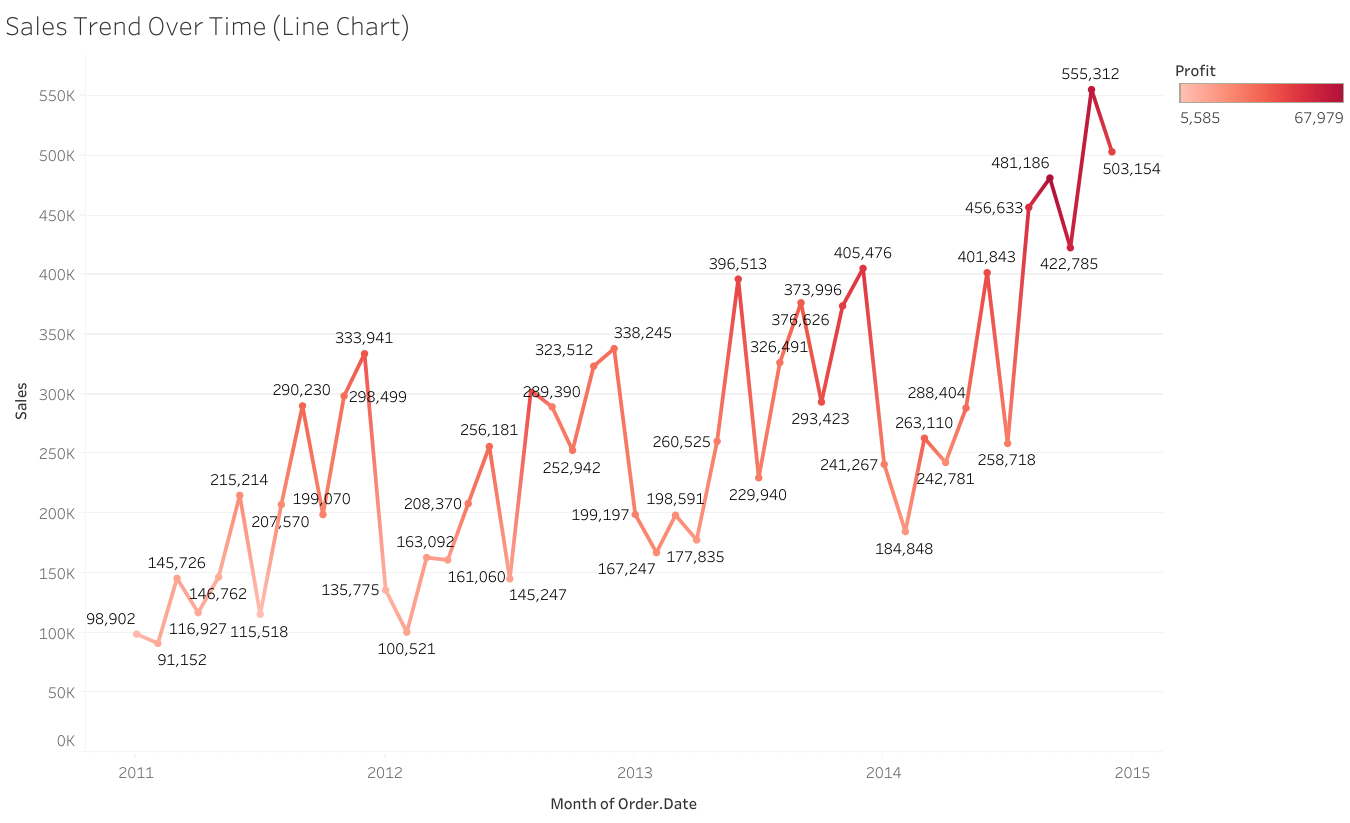 Sales Trend Over Time (Line Chart)
Profit
5,585 67,979
Sales
550K
500K
450K
400K
350K
300K
250K
200K
150K
100K
50K
0K
98,902
91,152
145,726
116,927
146,762
215,214
115,518
207,570
290,230
199,070
298,499
333,941
135,775
100,521
163,092
161,060
208,370
256,181
145,247
289,390
252,942
323,512
338,245
199,197
167,247
198,591
177,835
260,525
396,513
229,940
326,491
376,626
293,423
373,996
405,476
241,267
184,848
263,110
242,781
288,404
401,843
258,718
456,633
481,186
422,785
555,312
503,154
2011 2012 2013 2014 2015
Month of Order.Date